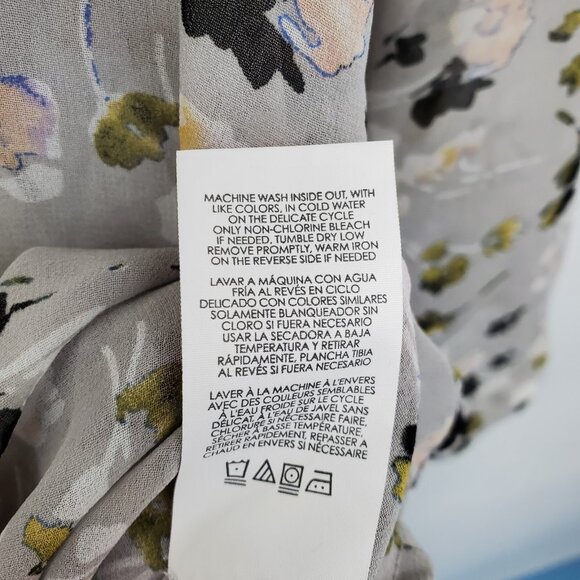 MACHINE WASH INSIDE OUT, WITH
LIKE COLORS, IN COLD WATER
ON THE DELICATE CYCLE
ONLY NON-CHLORINE BLEACH
IF NEEDED, TUMBLE DRY LOW
REMOVE PROMPTLY, WARM IRON
ON THE REVERSE SIDE IF NEEDED
LAVAR A MÁQUINA CON AGUA
FRÍA AL REVÉS EN CICLO
DELICADO CON COLORES SIMILARES
SOLAMENTE BLANQUEADOR SIN
CLORO SI FUERA NECESARIO
USAR LA SECADORA A BAJA
TEMPERATURA Y RETIRAR
RÁPIDAMENTE, PLANCHA TIBIA
AL REVÉS SI FUERE NECESARIO
LAVER À LA MACHINE À L'ENVERS
AVEC DES COULEURS SEMBLABLES
À L'EAU FROIDE SUR LE CYCLE
DÉLICAT, À L'EAU DE JAVEL SANS
CHLORURE SI NÉCESSAIRE FAIRE,
SÉCHER À BASSE TEMPÉRATURE,
RETIRER RAPIDEMENT, REPASSER À
CHAUD EN ENVERS SI NÉCESSAIRE